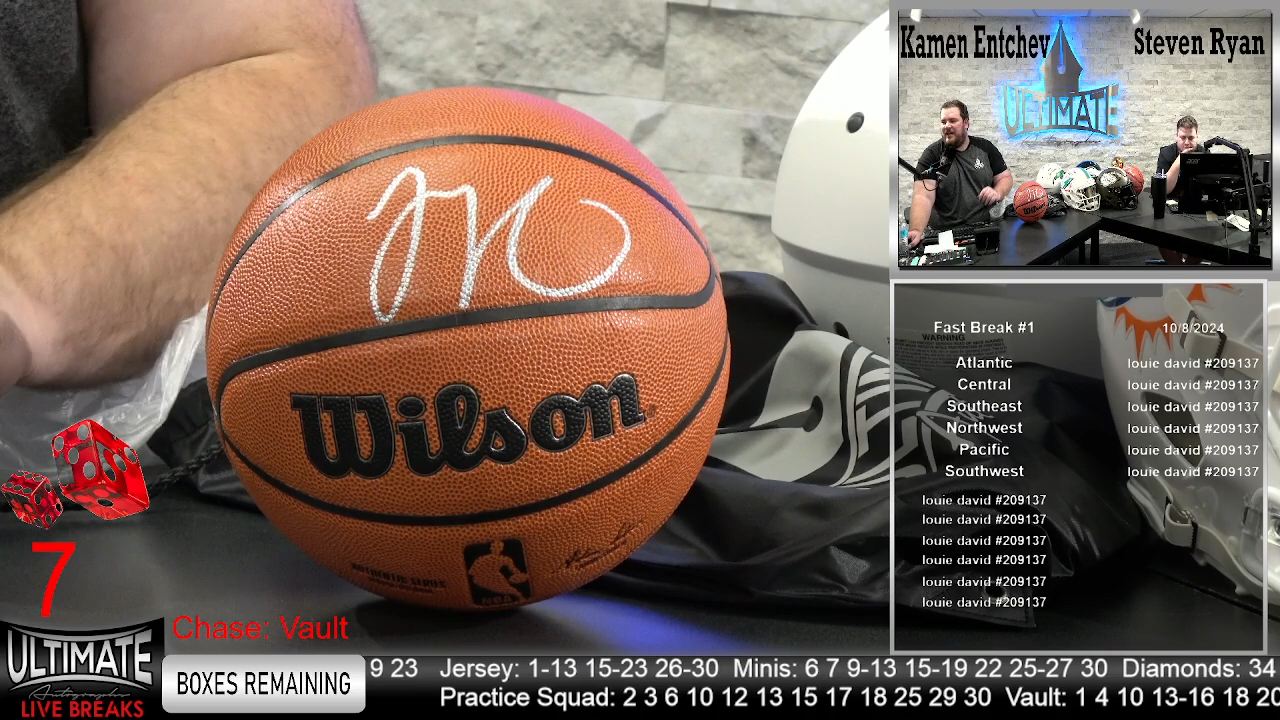 Kamen Entchev
Steven Ryan
ULTIMATE
Wilson
NBA
WARNING
Fast Break #1 10/8/2024
Atlantic louie david #209137
Central louie david #209137
Southeast louie david #209137
Northwest louie david #209137
Pacific louie david #209137
Southwest louie david #209137
louie david #209137
louie david #209137
louie david #209137
louie david #209137
louie david #209137
louie david #209137
7
Chase: Vault
ULTIMATE
Autographs
LIVE BREAKS
BOXES REMAINING
9 23 Jersey: 1-13 15-23 26-30 Minis: 6 7 9-13 15-19 22 25-27 30 Diamonds: 34
Practice Squad: 2 3 6 10 12 13 15 17 18 25 29 30 Vault: 1 4 10 13-16 18 20